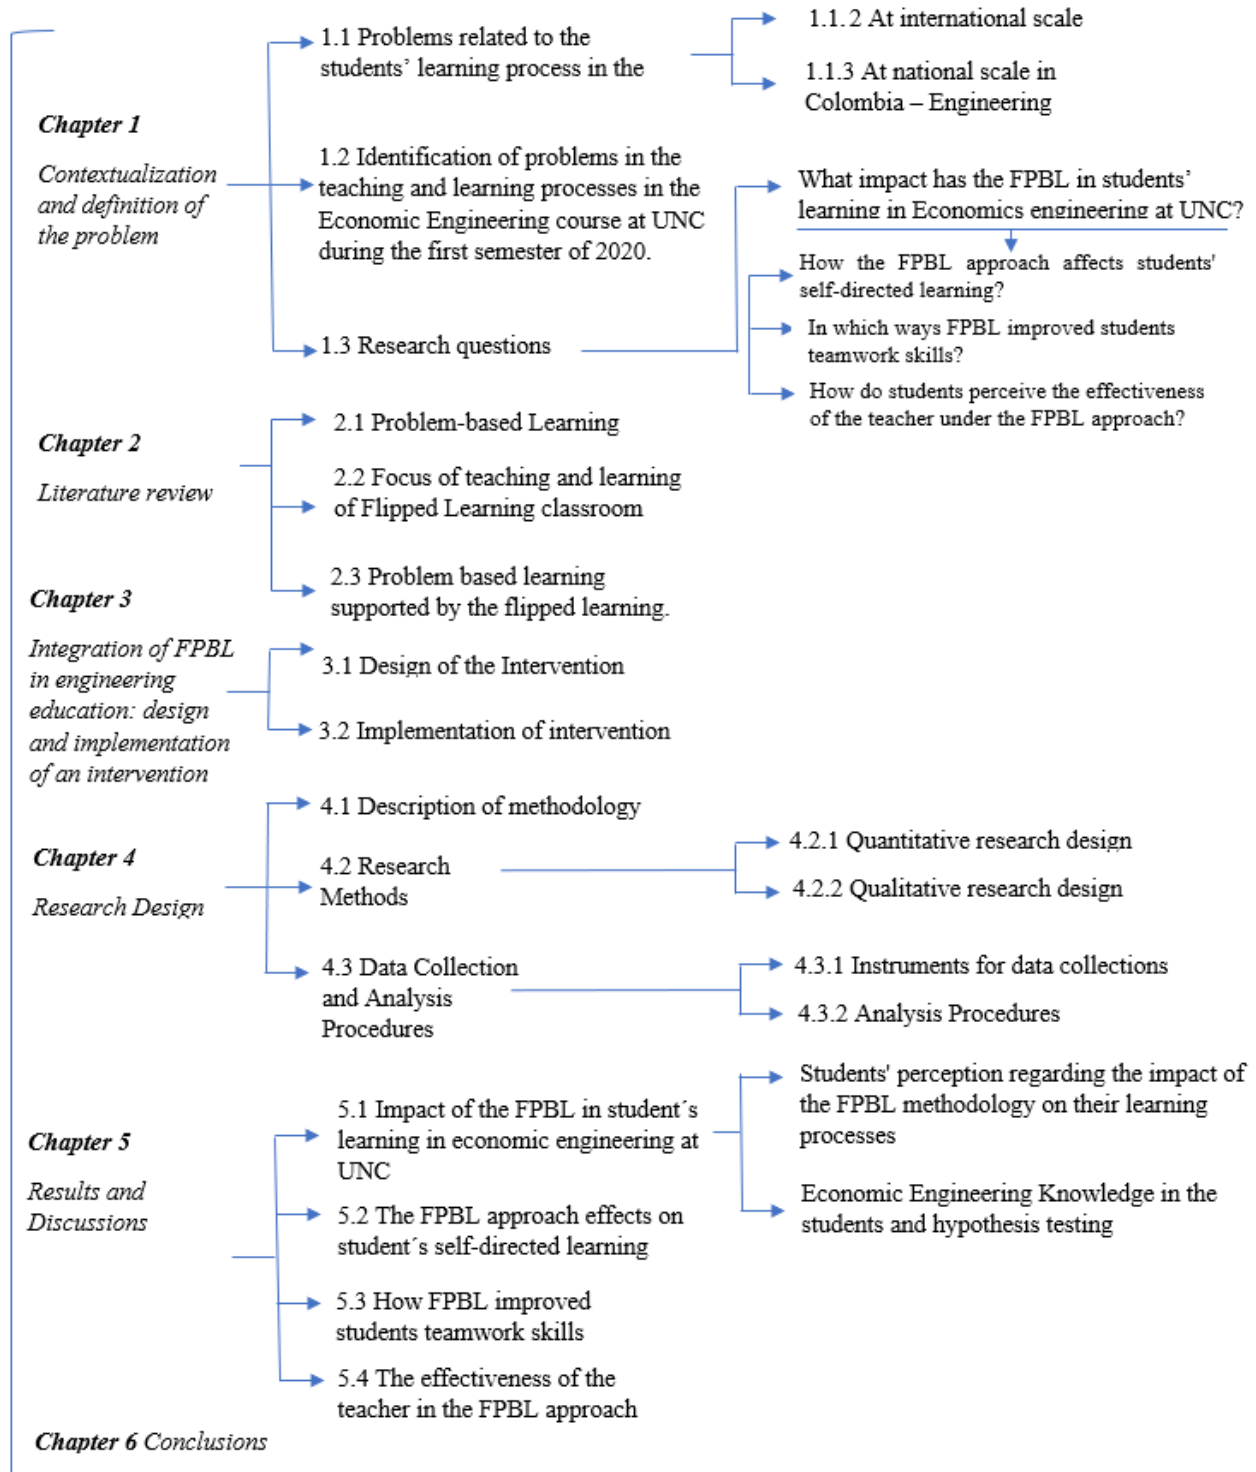 Chapter 1
Contextualization
and definition of
the problem
1.1 Problems related to the
students’ learning process in the
1.1.2 At international scale
1.1.3 At national scale in
Colombia – Engineering
1.2 Identification of problems in the
teaching and learning processes in the
Economic Engineering course at UNC
during the first semester of 2020.
1.3 Research questions
What impact has the FPBL in students’
learning in Economics engineering at UNC?
How the FPBL approach affects students'
self-directed learning?
In which ways FPBL improved students
teamwork skills?
How do students perceive the effectiveness
of the teacher under the FPBL approach?
Chapter 2
Literature review
2.1 Problem-based Learning
2.2 Focus of teaching and learning
of Flipped Learning classroom
2.3 Problem based learning
supported by the flipped learning.
Chapter 3
Integration of FPBL
in engineering
education: design
and implementation
of an intervention
3.1 Design of the Intervention
3.2 Implementation of intervention
Chapter 4
Research Design
4.1 Description of methodology
4.2 Research
Methods
4.2.1 Quantitative research design
4.2.2 Qualitative research design
4.3 Data Collection
and Analysis
Procedures
4.3.1 Instruments for data collections
4.3.2 Analysis Procedures
Chapter 5
Results and
Discussions
5.1 Impact of the FPBL in student´s
learning in economic engineering at
UNC
Students' perception regarding the impact of
the FPBL methodology on their learning
processes
Economic Engineering Knowledge in the
students and hypothesis testing
5.2 The FPBL approach effects on
student´s self-directed learning
5.3 How FPBL improved
students teamwork skills
5.4 The effectiveness of the
teacher in the FPBL approach
Chapter 6 Conclusions